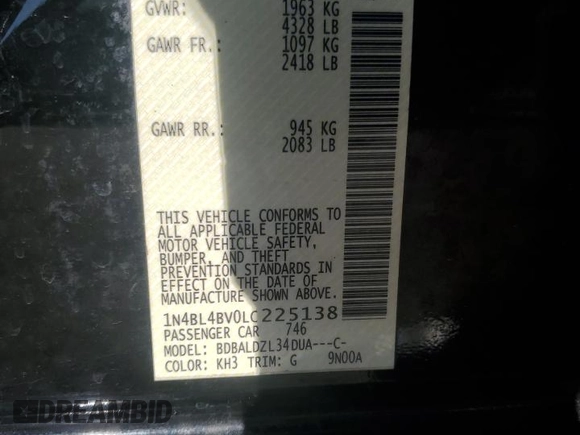 GVWR: 1963 KG
4328 LB
GAWR FR.: 1097 KG
2418 LB
GAWR RR.: 945 KG
2083 LB
THIS VEHICLE CONFORMS TO
ALL APPLICABLE FEDERAL
MOTOR VEHICLE SAFETY,
BUMPER, AND THEFT
PREVENTION STANDARDS IN
EFFECT ON THE DATE OF
MANUFACTURE SHOWN ABOVE.
1N4BL4BV0LC225138
PASSENGER CAR 746
MODEL: BDBALDZL34DUA---C-
COLOR: KH3 TRIM: G 9N00A
DREAMBID